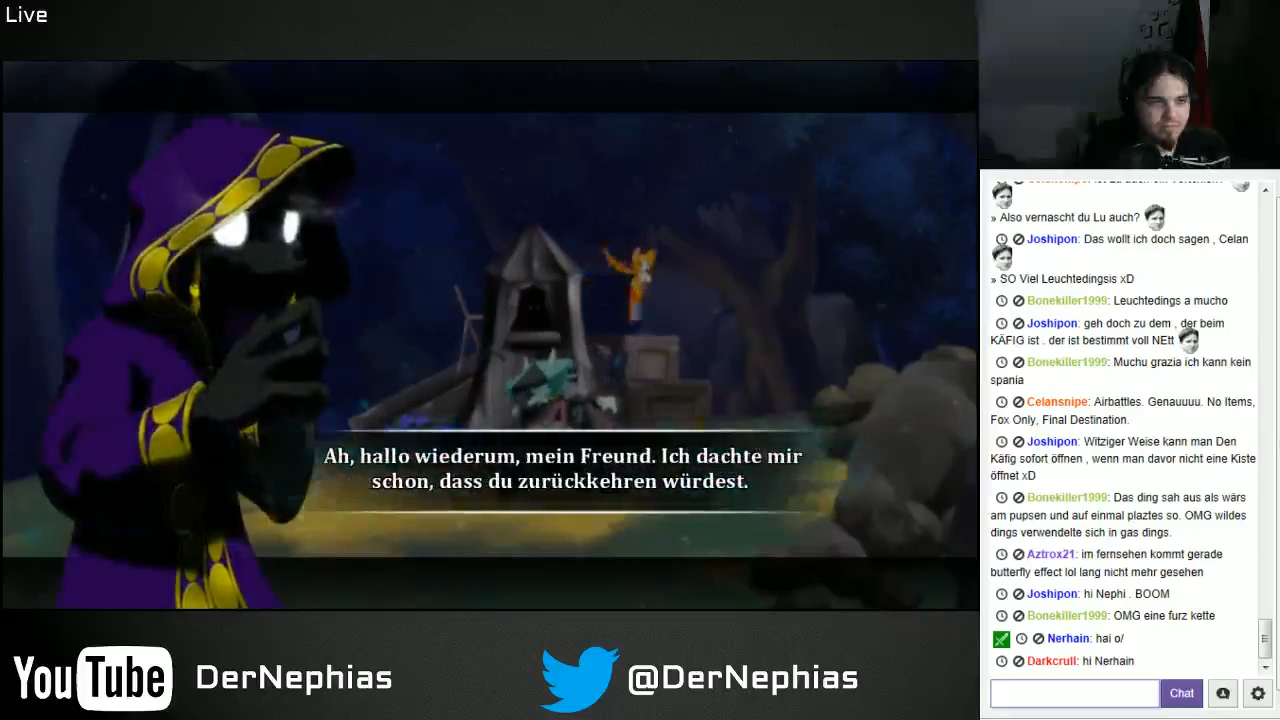 Live
Ah, hallo wiederum, mein Freund. Ich dachte mir
schon, dass du zurückkehren würdest.
» Also vernascht du Lu auch?
Joshipon: Das wollt ich doch sagen , Celan
» SO Viel Leuchtedingsis xD
Bonekiller1999: Leuchtedings a mucho
Joshipon: geh doch zu dem , der beim
KÄFIG ist . der ist bestimmt voll NEtt
Bonekiller1999: Muchu grazia ich kann kein
spania
Celansnipe: Airbattles. Genauuuu. No Items,
Fox Only, Final Destination.
Joshipon: Witziger Weise kann man Den
Käfig sofort öffnen , wenn man davor nicht eine Kiste
öffnet xD
Bonekiller1999: Das ding sah aus als wärs
am pupsen und auf einmal plaztes so. OMG wildes
dings verwendelte sich in gas dings.
Aztrox21: im fernsehen kommt gerade
butterfly effect lol lang nicht mehr gesehen
Joshipon: hi Nephi . BOOM
Bonekiller1999: OMG eine furz kette
Nerhain: hai o/
Darkcrull: hi Nerhain
Chat
YouTube DerNephias @DerNephias